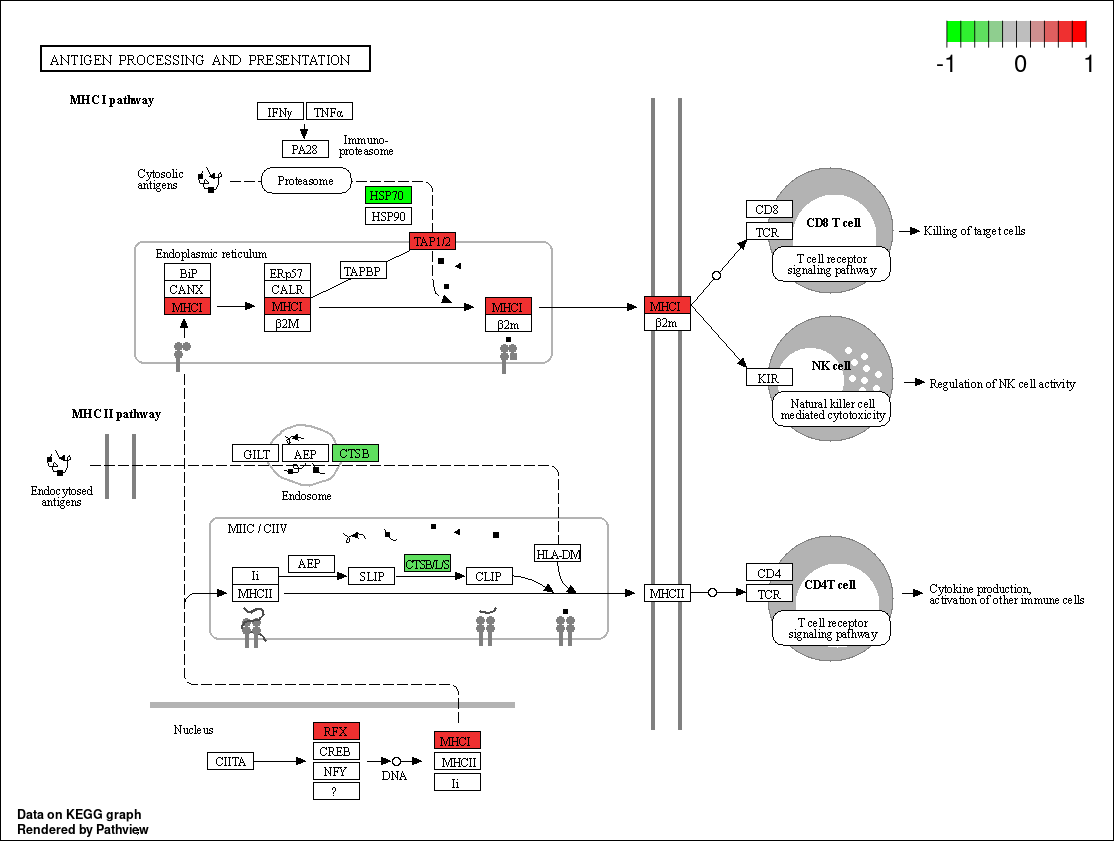 -1 0 1
ANTIGEN PROCESSING AND PRESENTATION
MHC I pathway
IFNγ TNFα
PA28
Immuno-
proteasome
Cytosolic
antigens
Proteasome
HSP70
HSP90
TAP1/2
Endoplasmic reticulum
BiP
CANX
MHCI
ERp57
CALR
MHCI
β2M
TAPBP
MHCI
β2m
MHCI
β2m
CD8
TCR
CD8 T cell
T cell receptor
signaling pathway
Killing of target cells
KIR
NK cell
Natural killer cell
mediated cytotoxicity
Regulation of NK cell activity
MHC II pathway
Endocytosed
antigens
GILT AEP CTSB
Endosome
MIIC / CIIV
Ii
MHCII
AEP
SLIP
CTSB/L/S
CLIP
HLA-DM
MHCII
CD4
TCR
CD4T cell
T cell receptor
signaling pathway
Cytokine production,
activation of other immune cells
Nucleus
CIITA
RFX
CREB
NFY
?
DNA
MHCI
MHCII
Ii
Data on KEGG graph
Rendered by Pathview